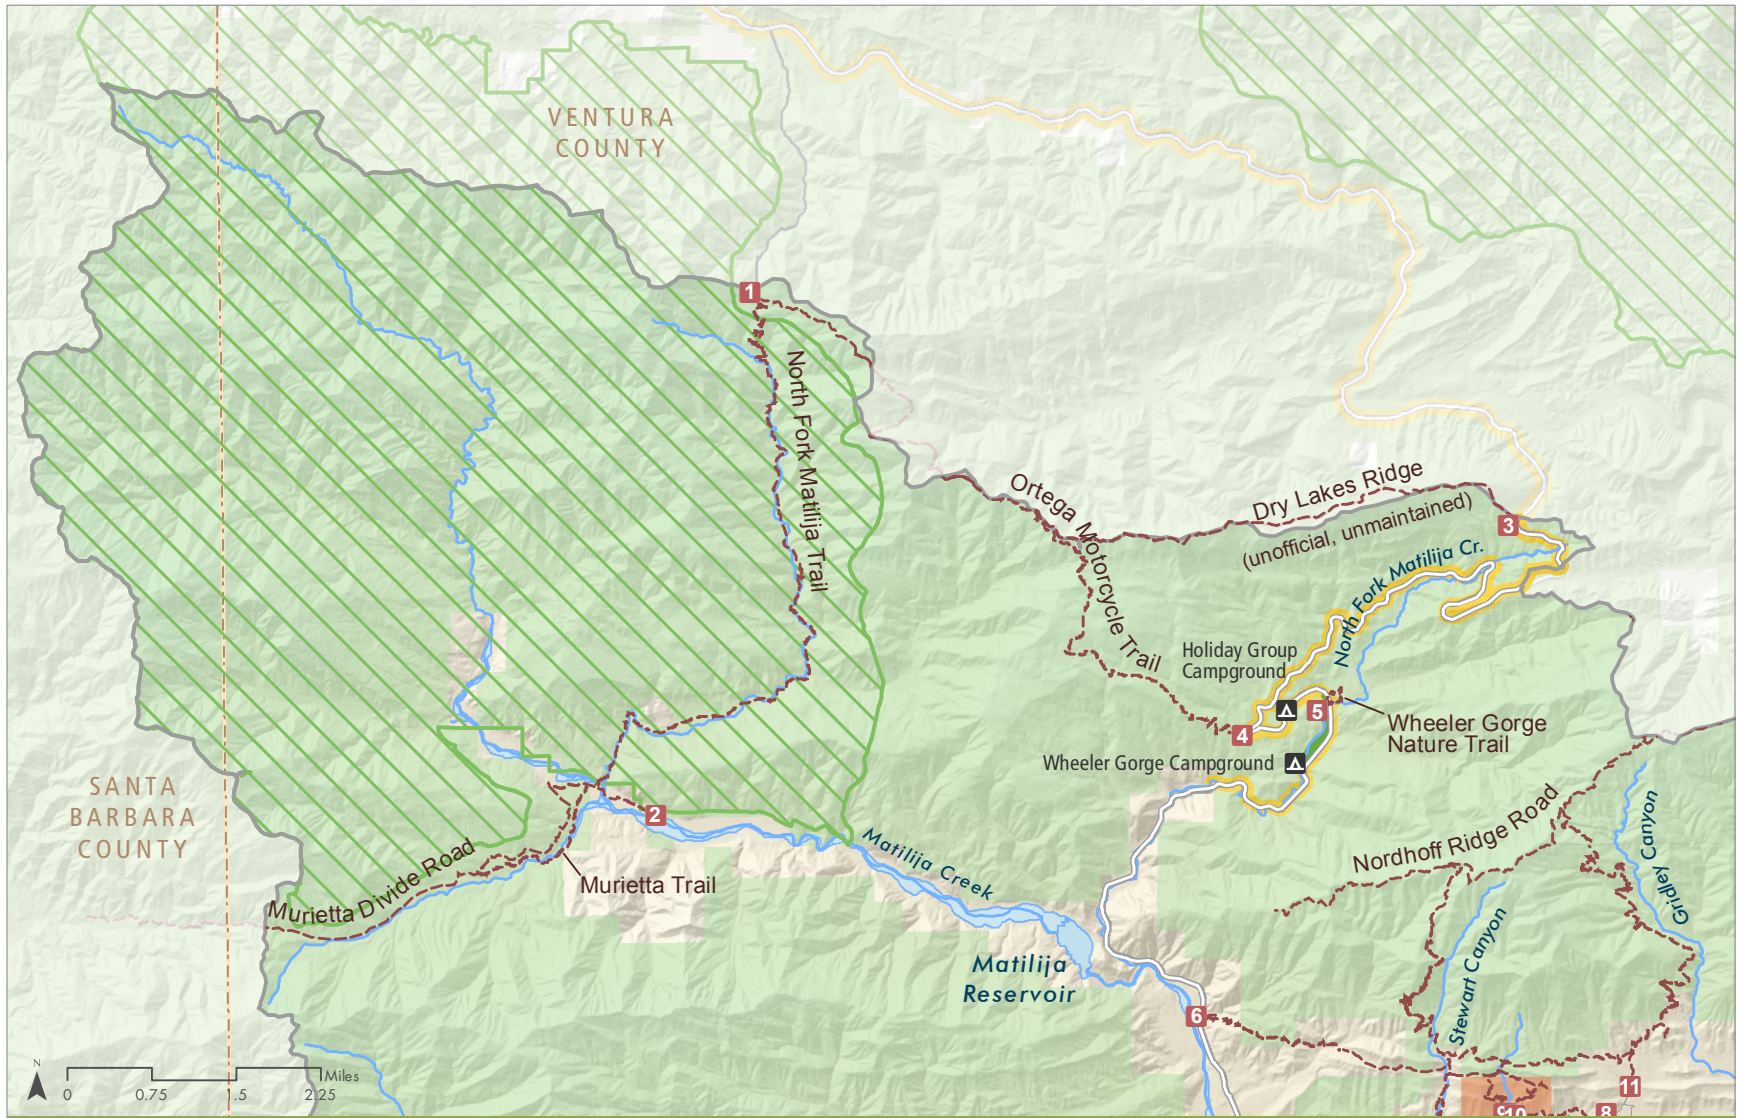 VENTURA
COUNTY
1
North Fork Matilija Trail
Ortega Motorcycle Trail
Dry Lakes Ridge
(unofficial, unmaintained)
3
North Fork Matilija Cr.
Holiday Group
Campground
5
4
Wheeler Gorge
Nature Trail
Wheeler Gorge Campground
SANTA
BARBARA
COUNTY
2
Matilija Creek
Murietta Divide Road
Murietta Trail
Nordhoff Ridge Road
Gridley Canyon
Stewart Canyon
Matilija
Reservoir
6
N
Miles
0
0.75
1.5
2.25
11
10
8